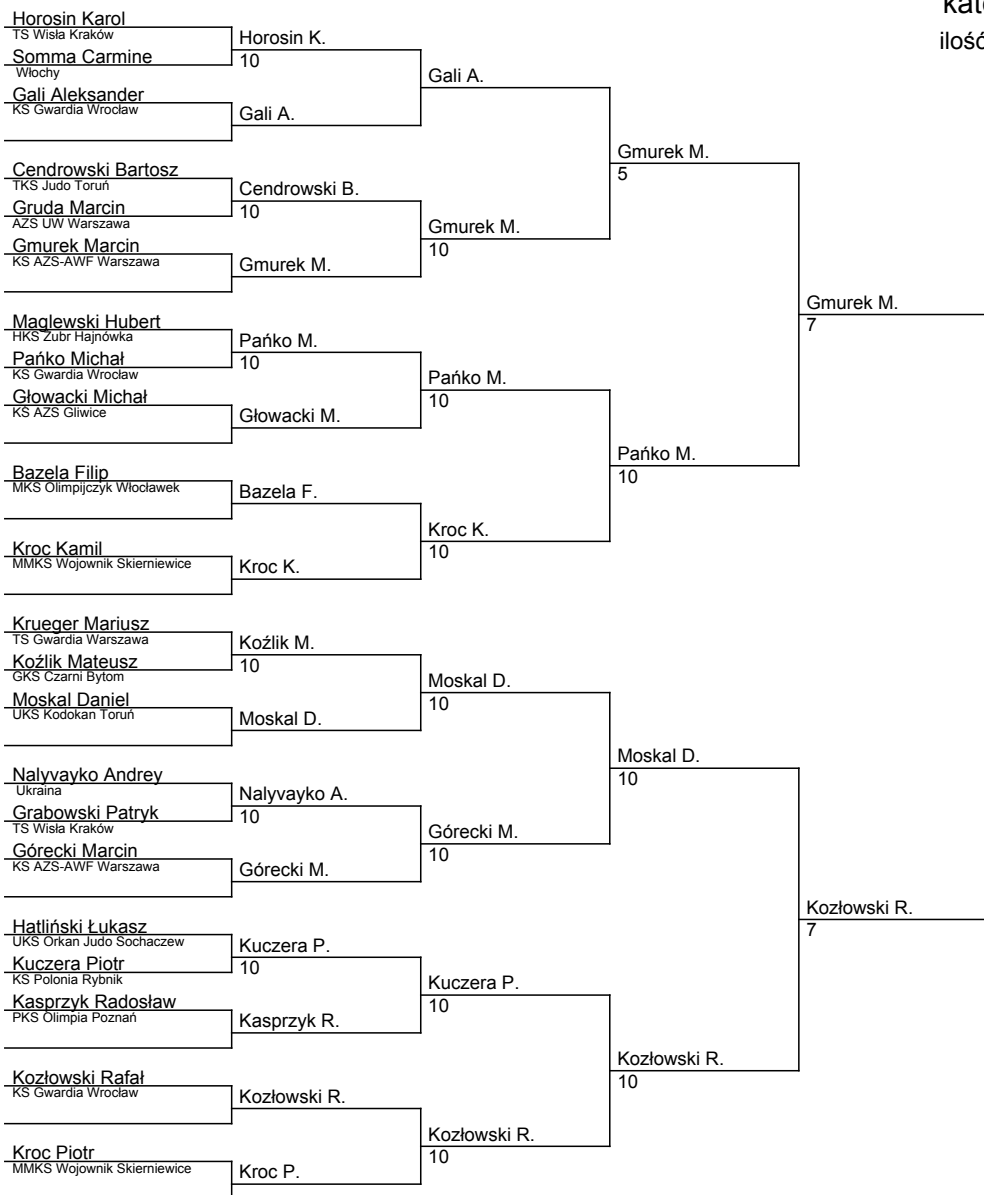 kate
ilość
Horosin Karol
TS Wisła Kraków
Somma Carmine
Włochy
Gali Aleksander
KS Gwardia Wrocław
Cendrowski Bartosz
TKS Judo Toruń
Gruda Marcin
AZS UW Warszawa
Gmurek Marcin
KS AZS-AWF Warszawa
Maglewski Hubert
HKS Żubr Hajnówka
Pańko Michał
KS Gwardia Wrocław
Głowacki Michał
KŚ AZS Gliwice
Bazela Filip
MKS Olimpijczyk Włocławek
Kroc Kamil
MMKS Wojownik Skierniewice
Krueger Mariusz
TS Gwardia Warszawa
Koźlik Mateusz
GKS Czarni Bytom
Moskal Daniel
UKS Kodokan Toruń
Nalyvayko Andrey
Ukraina
Grabowski Patryk
TS Wisła Kraków
Górecki Marcin
KS AZS-AWF Warszawa
Hatliński Łukasz
UKS Orkan Judo Sochaczew
Kuczera Piotr
KS Polonia Rybnik
Kasprzyk Radosław
PKS Olimpia Poznań
Kozłowski Rafał
KS Gwardia Wrocław
Kroc Piotr
MMKS Wojownik Skierniewice
Horosin K.
10
Gali A.
Cendrowski B.
10
Gmurek M.
Pańko M.
10
Głowacki M.
Bazela F.
Kroc K.
Koźlik M.
10
Moskal D.
Nalyvayko A.
10
Górecki M.
Kuczera P.
10
Kasprzyk R.
Kozłowski R.
Kroc P.
Gali A.
Gmurek M.
10
Pańko M.
10
Kroc K.
10
Moskal D.
10
Górecki M.
10
Kuczera P.
10
Kozłowski R.
10
Gmurek M.
5
Pańko M.
10
Moskal D.
10
Kozłowski R.
10
Gmurek M.
7
Kozłowski R.
7